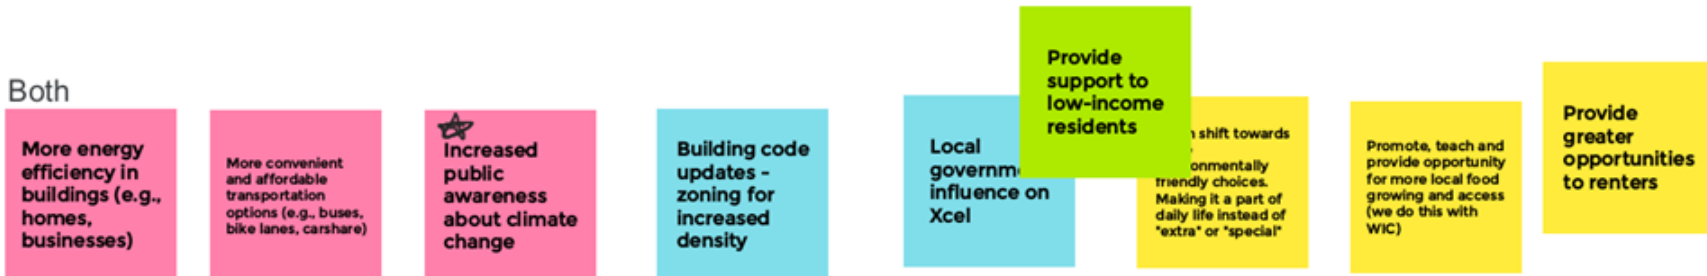 Both
More energy
efficiency in
buildings (e.g.,
homes,
businesses)
More convenient
and affordable
transportation
options (e.g., buses,
bike lanes, carshare)
Increased
public
awareness
about climate
change
Building code
updates -
zoning for
increased
density
Local
influence on
Xcel
Provide
support to
low-income
residents
shift towards
friendly choices.
Making it a part of
daily life instead of
"extra" or "special"
Promote, teach and
provide opportunity
for more local food
growing and access
(we do this with
WIC)
Provide
greater
opportunities
to renters